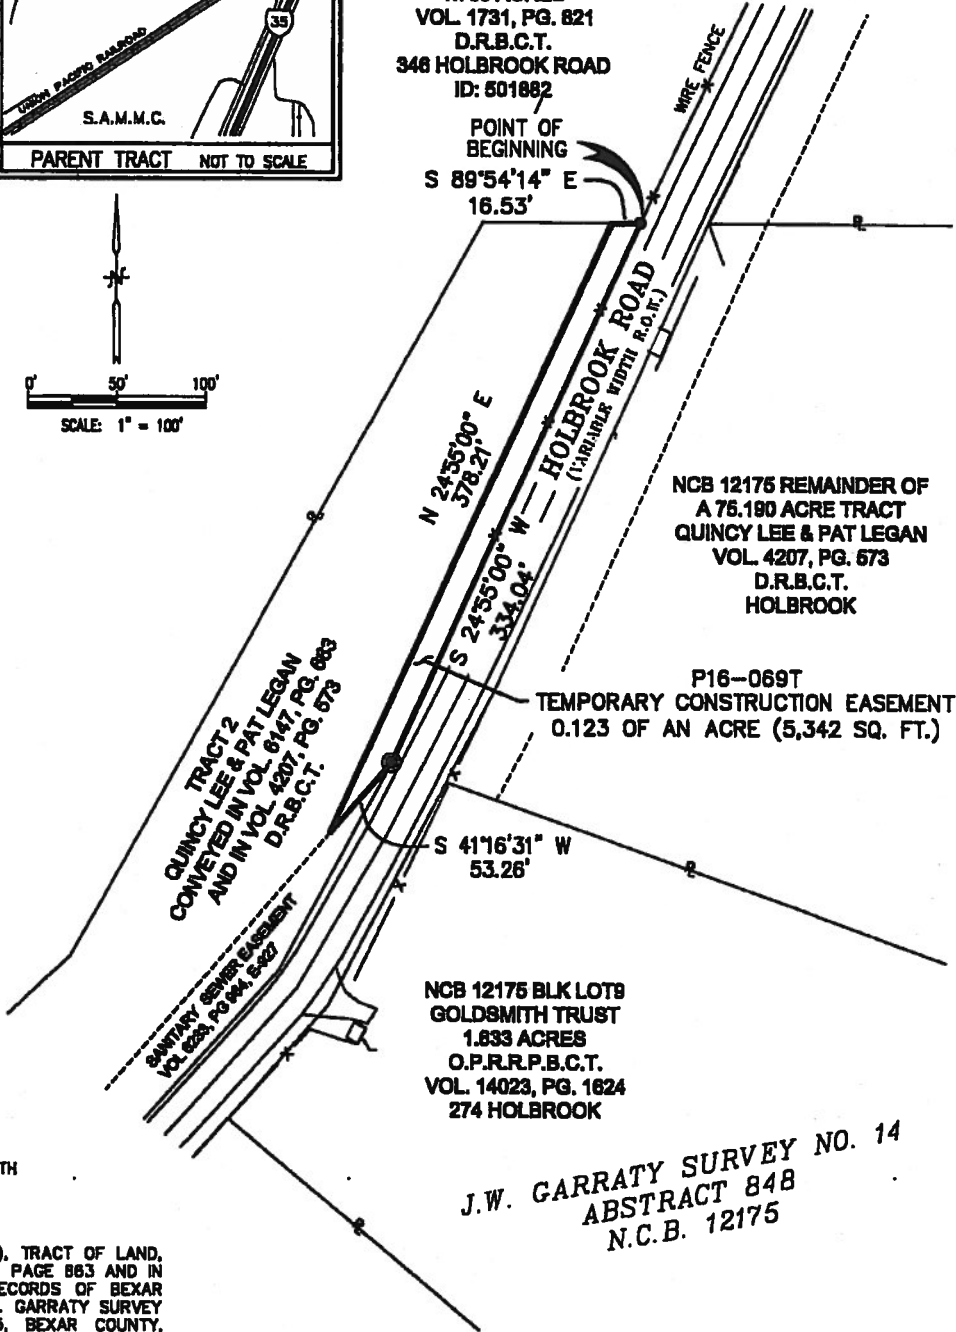 35
UNION PACIFIC RAILROAD
S.A.M.M.C.
PARENT TRACT NOT TO SCALE
VOL. 1731, PG. 821
D.R.B.C.T.
346 HOLBROOK ROAD
ID: 501882
POINT OF
BEGINNING
S 89°54'14" E
16.53'
WIRE FENCE
N
0' 50' 100'
SCALE: 1" = 100'
HOLBROOK ROAD
(VARIABLE WIDTH R.O.W.)
N 24°55'00" E
378.21'
S 24°55'00" W
334.04'
NCB 12175 REMAINDER OF
A 75.190 ACRE TRACT
QUINCY LEE & PAT LEGAN
VOL. 4207, PG. 573
D.R.B.C.T.
HOLBROOK
P16-069T
TEMPORARY CONSTRUCTION EASEMENT
0.123 OF AN ACRE (5,342 SQ. FT.)
TRACT 2
QUINCY LEE & PAT LEGAN
CONVEYED IN VOL. 6147, PG. 663
AND IN VOL. 4207, PG. 573
D.R.B.C.T.
S 41°16'31" W
53.26'
SANITARY SEWER EASEMENT
NCB 12175 BLK LOT9
GOLDSMITH TRUST
1.633 ACRES
O.P.R.R.P.B.C.T.
VOL. 14023, PG. 1624
274 HOLBROOK
J.W. GARRATY SURVEY NO. 14
ABSTRACT 848
N.C.B. 12175
TH
TRACT OF LAND,
PAGE 863 AND IN
RECORDS OF BEXAR
GARRATY SURVEY
BEXAR COUNTY,